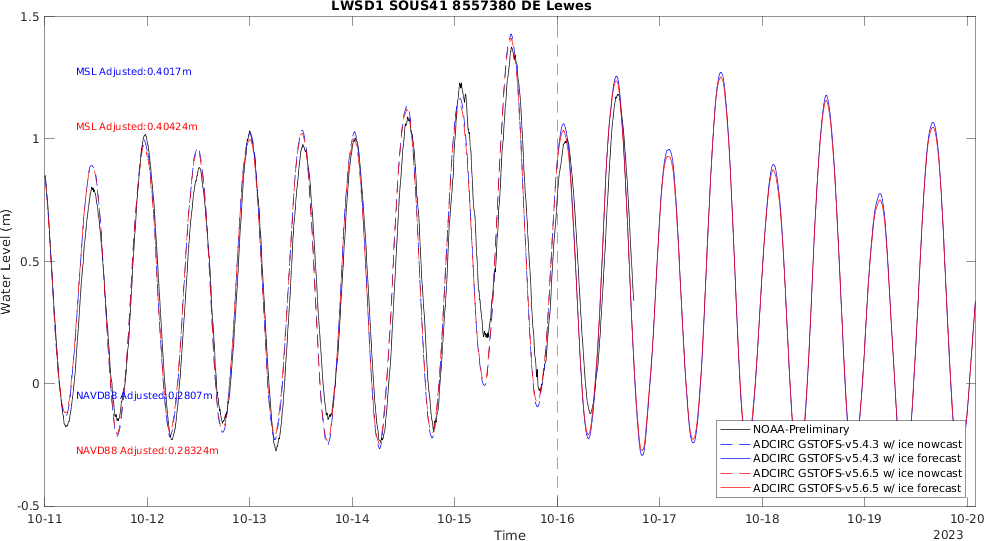 LWSD1 SOUS41 8557380 DE Lewes
1.5
MSL Adjusted:0.4017m
MSL Adjusted:0.40424m
1
0.5
Water Level (m)
0
NAVD88 Adjusted:0.2807m
NAVD88 Adjusted:0.28324m
-0.5
NOAA-Preliminary
ADCIRC GSTOFS-v5.4.3 w/ ice nowcast
ADCIRC GSTOFS-v5.4.3 w/ ice forecast
ADCIRC GSTOFS-v5.6.5 w/ ice nowcast
ADCIRC GSTOFS-v5.6.5 w/ ice forecast
10-11 10-12 10-13 10-14 10-15 10-16 10-17 10-18 10-19 10-20
Time
2023